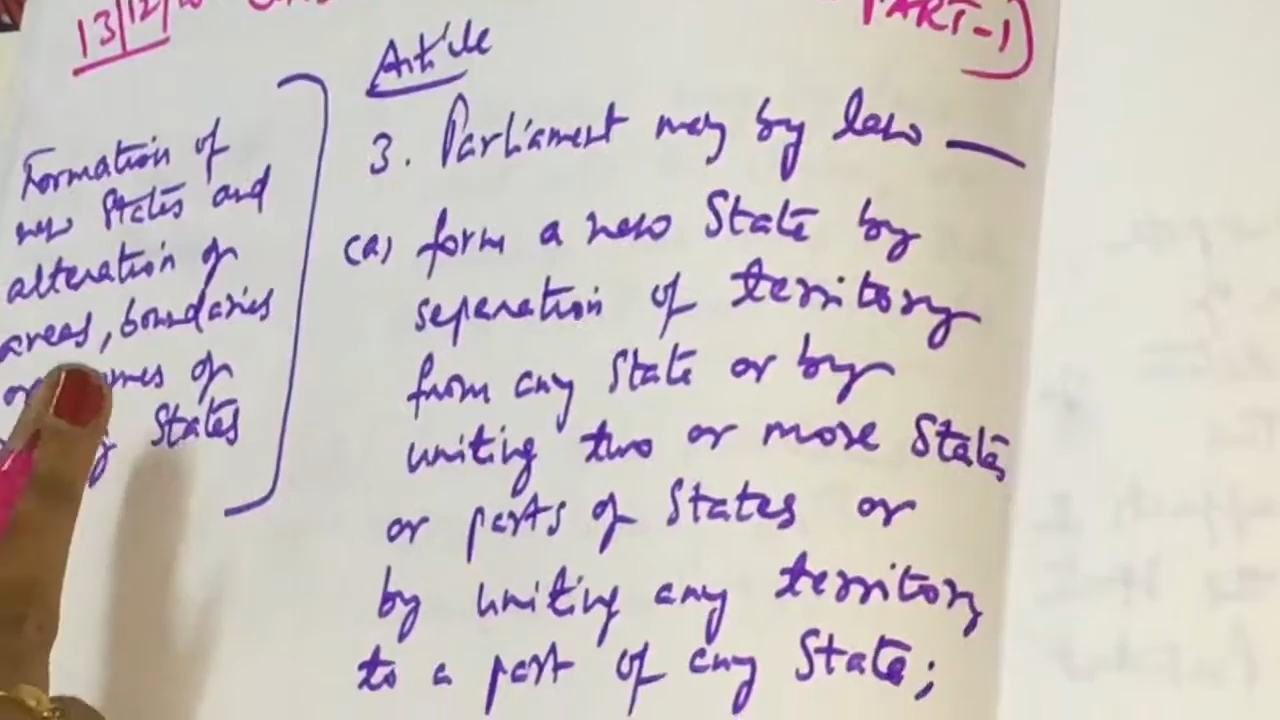 13/12/20
PART-1)
Article
Formation of
new States and
alteration of
areas, boundaries
or names of
States
3. Parliament may by law —
(a) form a new State by
separation of territory
from any State or by
uniting two or more States
or parts of States or
by uniting any territory
to a part of any State;